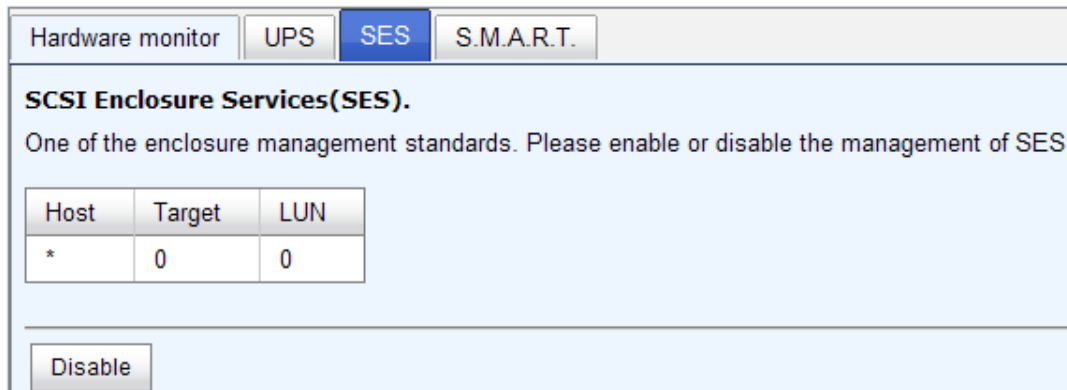 Hardware monitor UPS SES S.M.A.R.T.
SCSI Enclosure Services(SES).
One of the enclosure management standards. Please enable or disable the management of SES
Host Target LUN
* 0 0
Disable